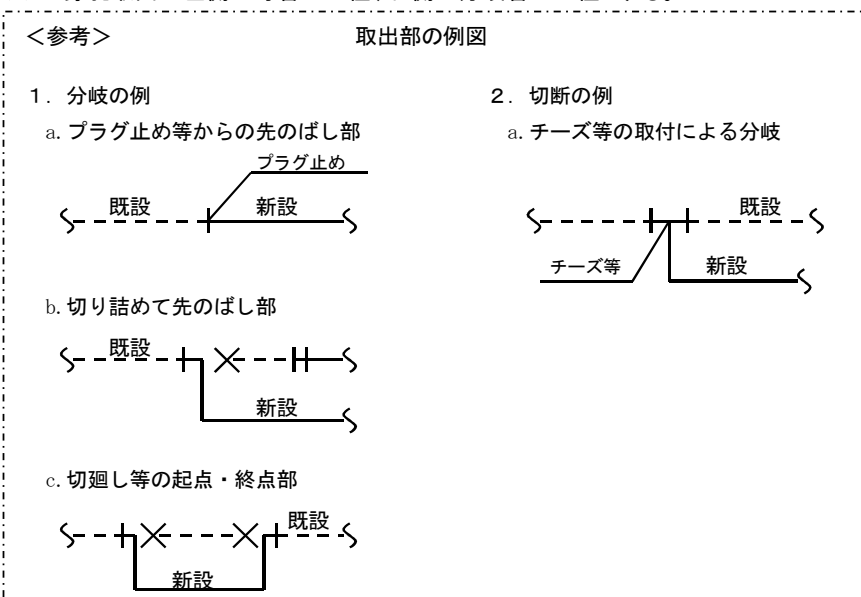 ＜参考＞
取出部の例図
１．分岐の例
a. プラグ止め等からの先のばし部
プラグ止め
既設
新設
b. 切り詰めて先のばし部
既設
新設
c. 切廻し等の起点・終点部
既設
新設
２．切断の例
a. チーズ等の取付による分岐
既設
チーズ等
新設